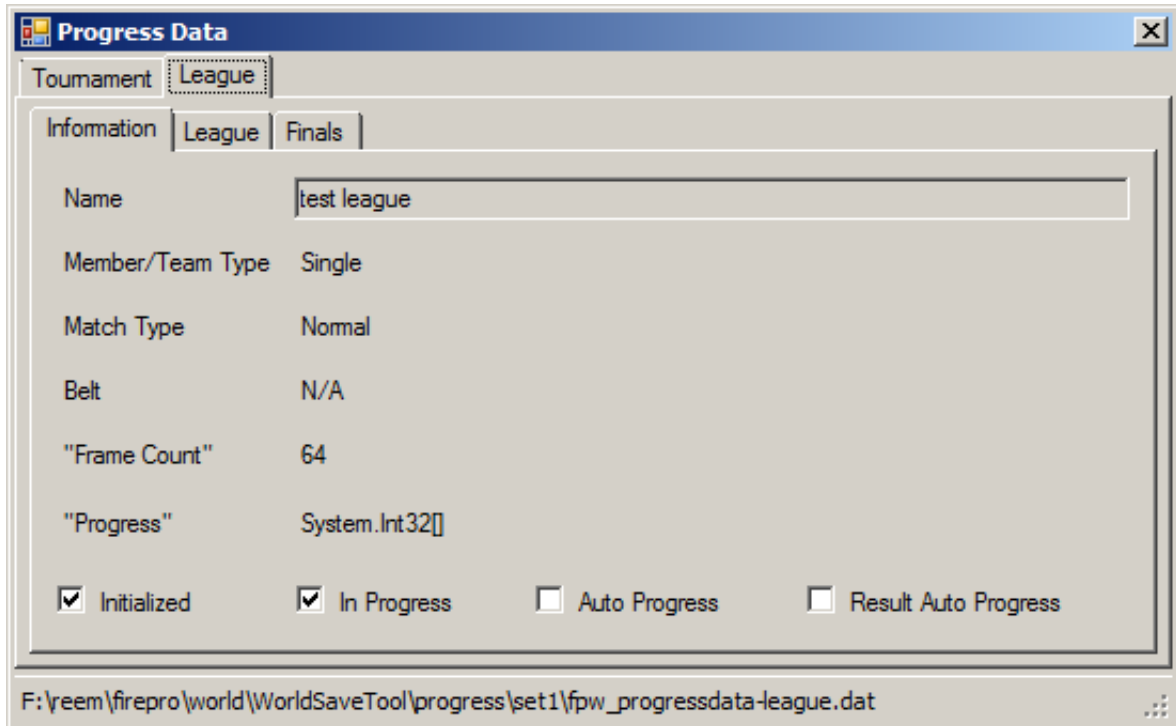 Progress Data
Tournament League
Information League Finals
Name test league
Member/Team Type Single
Match Type Normal
Belt N/A
"Frame Count" 64
"Progress" System.Int32[]
Initialized In Progress Auto Progress Result Auto Progress
F:\reem\firepro\world\WorldSaveTool\progress\set1\fpw_progressdata-league.dat